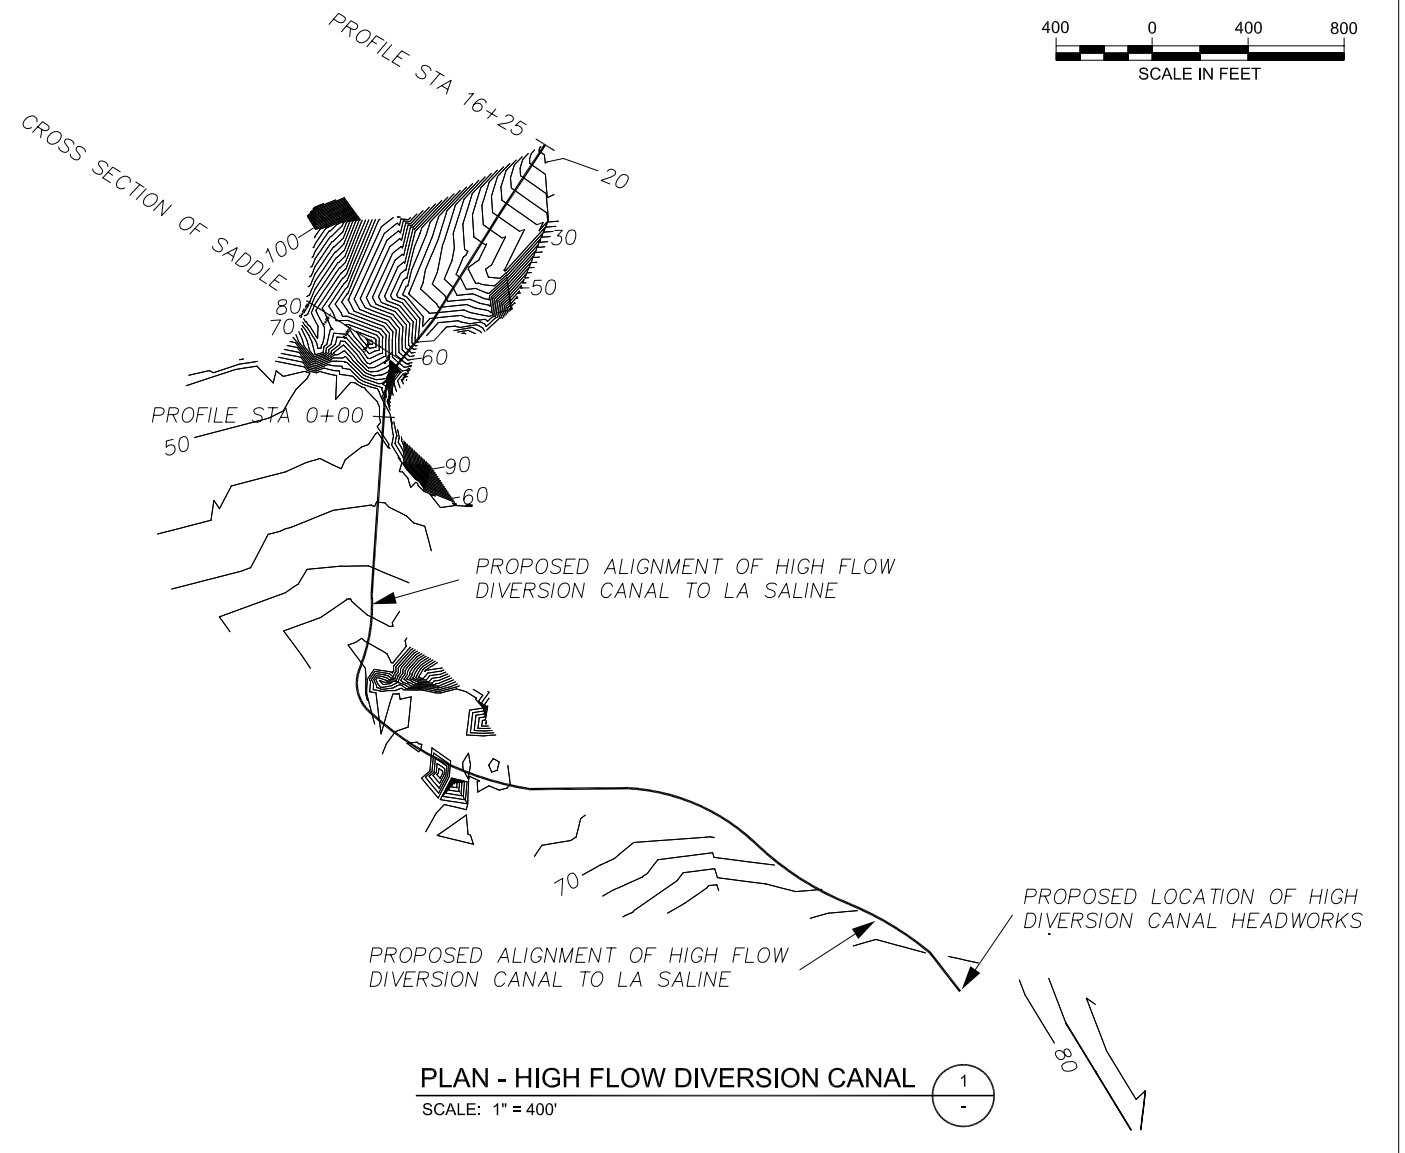 400 0 400 800
SCALE IN FEET
PROFILE STA 16+25
CROSS SECTION OF SADDLE
20
30
100
50
80
70
60
PROFILE STA 0+00
50
90
60
PROPOSED ALIGNMENT OF HIGH FLOW
DIVERSION CANAL TO LA SALINE
70
PROPOSED LOCATION OF HIGH
DIVERSION CANAL HEADWORKS
PROPOSED ALIGNMENT OF HIGH FLOW
DIVERSION CANAL TO LA SALINE
80
PLAN - HIGH FLOW DIVERSION CANAL
1
-
SCALE: 1" = 400'